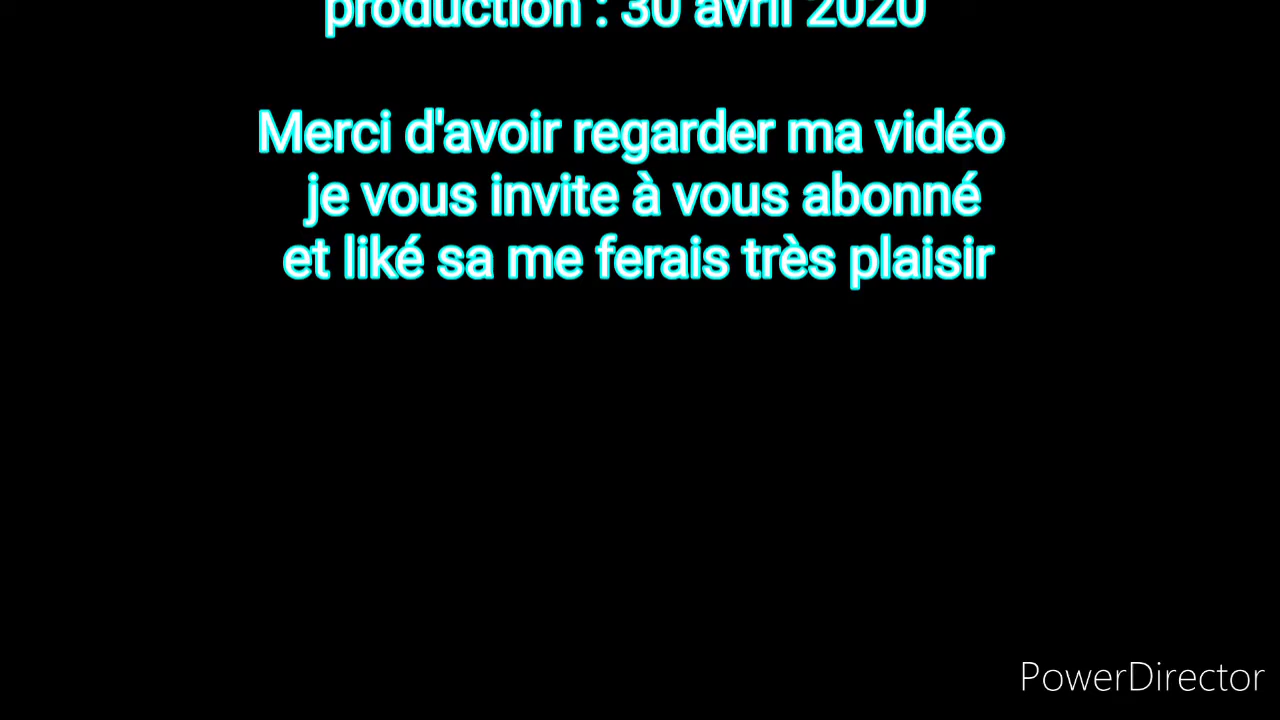 production : 30 avril 2020
Merci d'avoir regarder ma vidéo
je vous invite à vous abonné
et liké sa me ferais très plaisir
PowerDirector